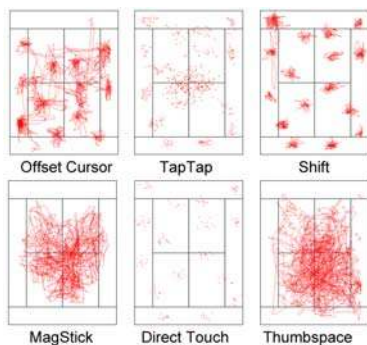 Offset Cursor
TapTap
Shift
MagStick
Direct Touch
Thumbspace